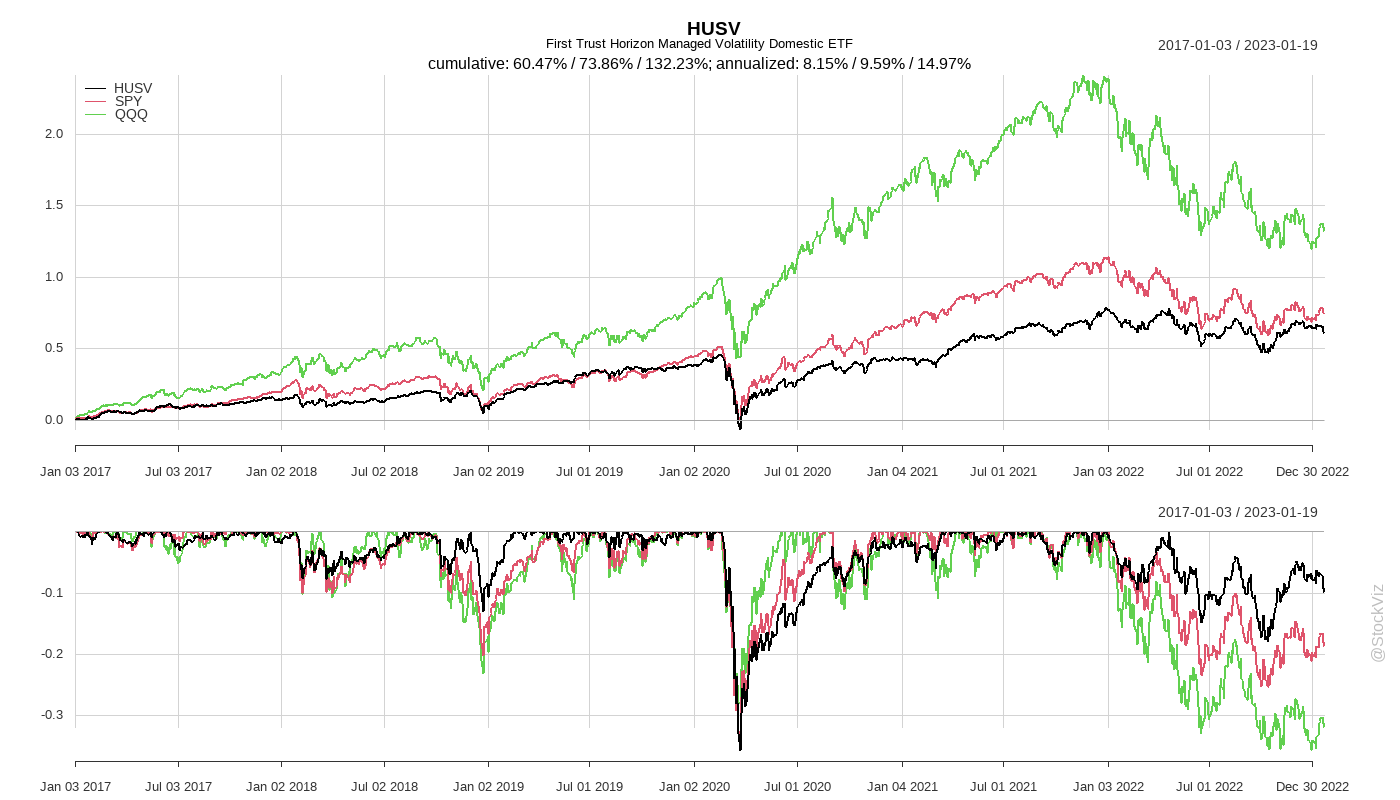 HUSV
First Trust Horizon Managed Volatility Domestic ETF
2017-01-03 / 2023-01-19
cumulative: 60.47% / 73.86% / 132.23%; annualized: 8.15% / 9.59% / 14.97%
HUSV
SPY
QQQ
2.0
1.5
1.0
0.5
0.0
Jan 03 2017 Jul 03 2017 Jan 02 2018 Jul 02 2018 Jan 02 2019 Jul 01 2019 Jan 02 2020 Jul 01 2020 Jan 04 2021 Jul 01 2021 Jan 03 2022 Jul 01 2022 Dec 30 2022
2017-01-03 / 2023-01-19
-0.1
-0.2
-0.3
Jan 03 2017 Jul 03 2017 Jan 02 2018 Jul 02 2018 Jan 02 2019 Jul 01 2019 Jan 02 2020 Jul 01 2020 Jan 04 2021 Jul 01 2021 Jan 03 2022 Jul 01 2022 Dec 30 2022
@StockViz